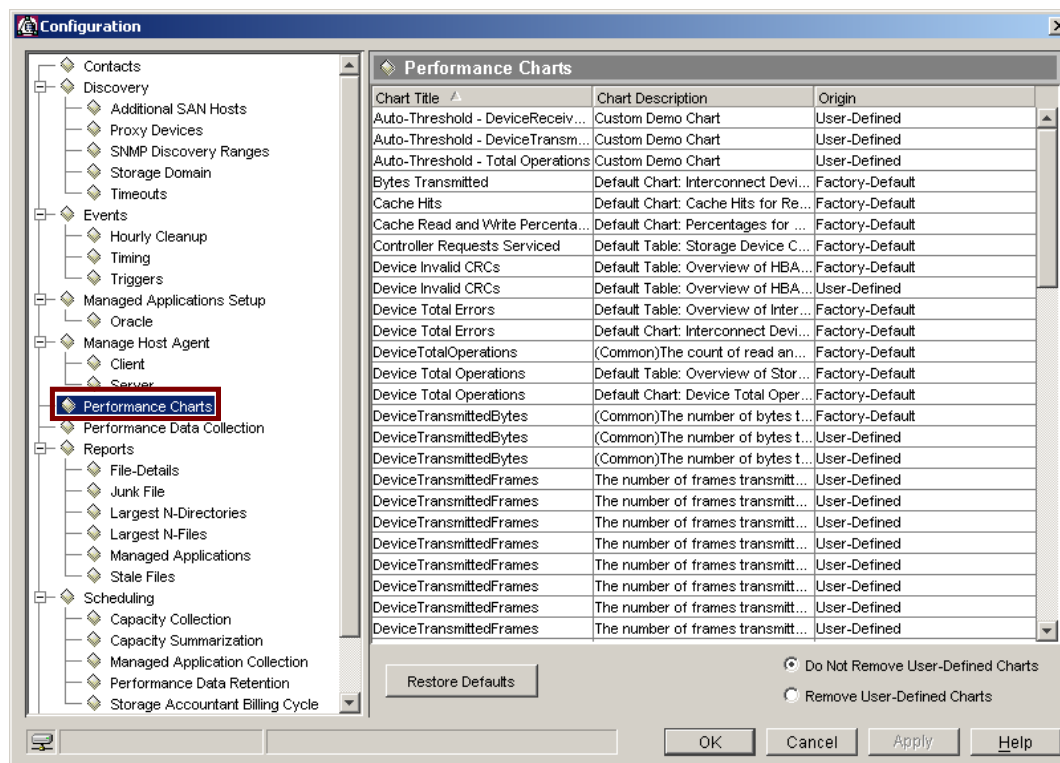 Configuration
Contacts
Discovery
Additional SAN Hosts
Proxy Devices
SNMP Discovery Ranges
Storage Domain
Timeouts
Events
Hourly Cleanup
Timing
Triggers
Managed Applications Setup
Oracle
Manage Host Agent
Client
Server
Performance Charts
Performance Data Collection
Reports
File-Details
Junk File
Largest N-Directories
Largest N-Files
Managed Applications
Stale Files
Scheduling
Capacity Collection
Capacity Summarization
Managed Application Collection
Performance Data Retention
Storage Accountant Billing Cycle
Performance Charts
Chart Title Chart Description Origin
Auto-Threshold - DeviceReceiv... Custom Demo Chart User-Defined
Auto-Threshold - DeviceTransm... Custom Demo Chart User-Defined
Auto-Threshold - Total Operations Custom Demo Chart User-Defined
Bytes Transmitted Default Chart: Interconnect Devi... Factory-Default
Cache Hits Default Chart: Cache Hits for Re... Factory-Default
Cache Read and Write Percenta... Default Chart: Percentages for ... Factory-Default
Controller Requests Serviced Default Table: Storage Device C... Factory-Default
Device Invalid CRCs Default Table: Overview of HBA... Factory-Default
Device Invalid CRCs Default Table: Overview of HBA... User-Defined
Device Total Errors Default Table: Overview of Inter... Factory-Default
Device Total Errors Default Chart: Interconnect Devi... Factory-Default
DeviceTotalOperations (Common)The count of read an... Factory-Default
Device Total Operations Default Table: Overview of Stor... Factory-Default
Device Total Operations Default Chart: Device Total Oper... Factory-Default
DeviceTransmittedBytes (Common)The number of bytes t... Factory-Default
DeviceTransmittedBytes (Common)The number of bytes t... User-Defined
DeviceTransmittedBytes (Common)The number of bytes t... User-Defined
DeviceTransmittedFrames The number of frames transmitt... User-Defined
DeviceTransmittedFrames The number of frames transmitt... User-Defined
DeviceTransmittedFrames The number of frames transmitt... User-Defined
DeviceTransmittedFrames The number of frames transmitt... User-Defined
DeviceTransmittedFrames The number of frames transmitt... User-Defined
DeviceTransmittedFrames The number of frames transmitt... User-Defined
DeviceTransmittedFrames The number of frames transmitt... User-Defined
DeviceTransmittedFrames The number of frames transmitt... User-Defined
Restore Defaults
Do Not Remove User-Defined Charts
Remove User-Defined Charts
OK Cancel Apply Help